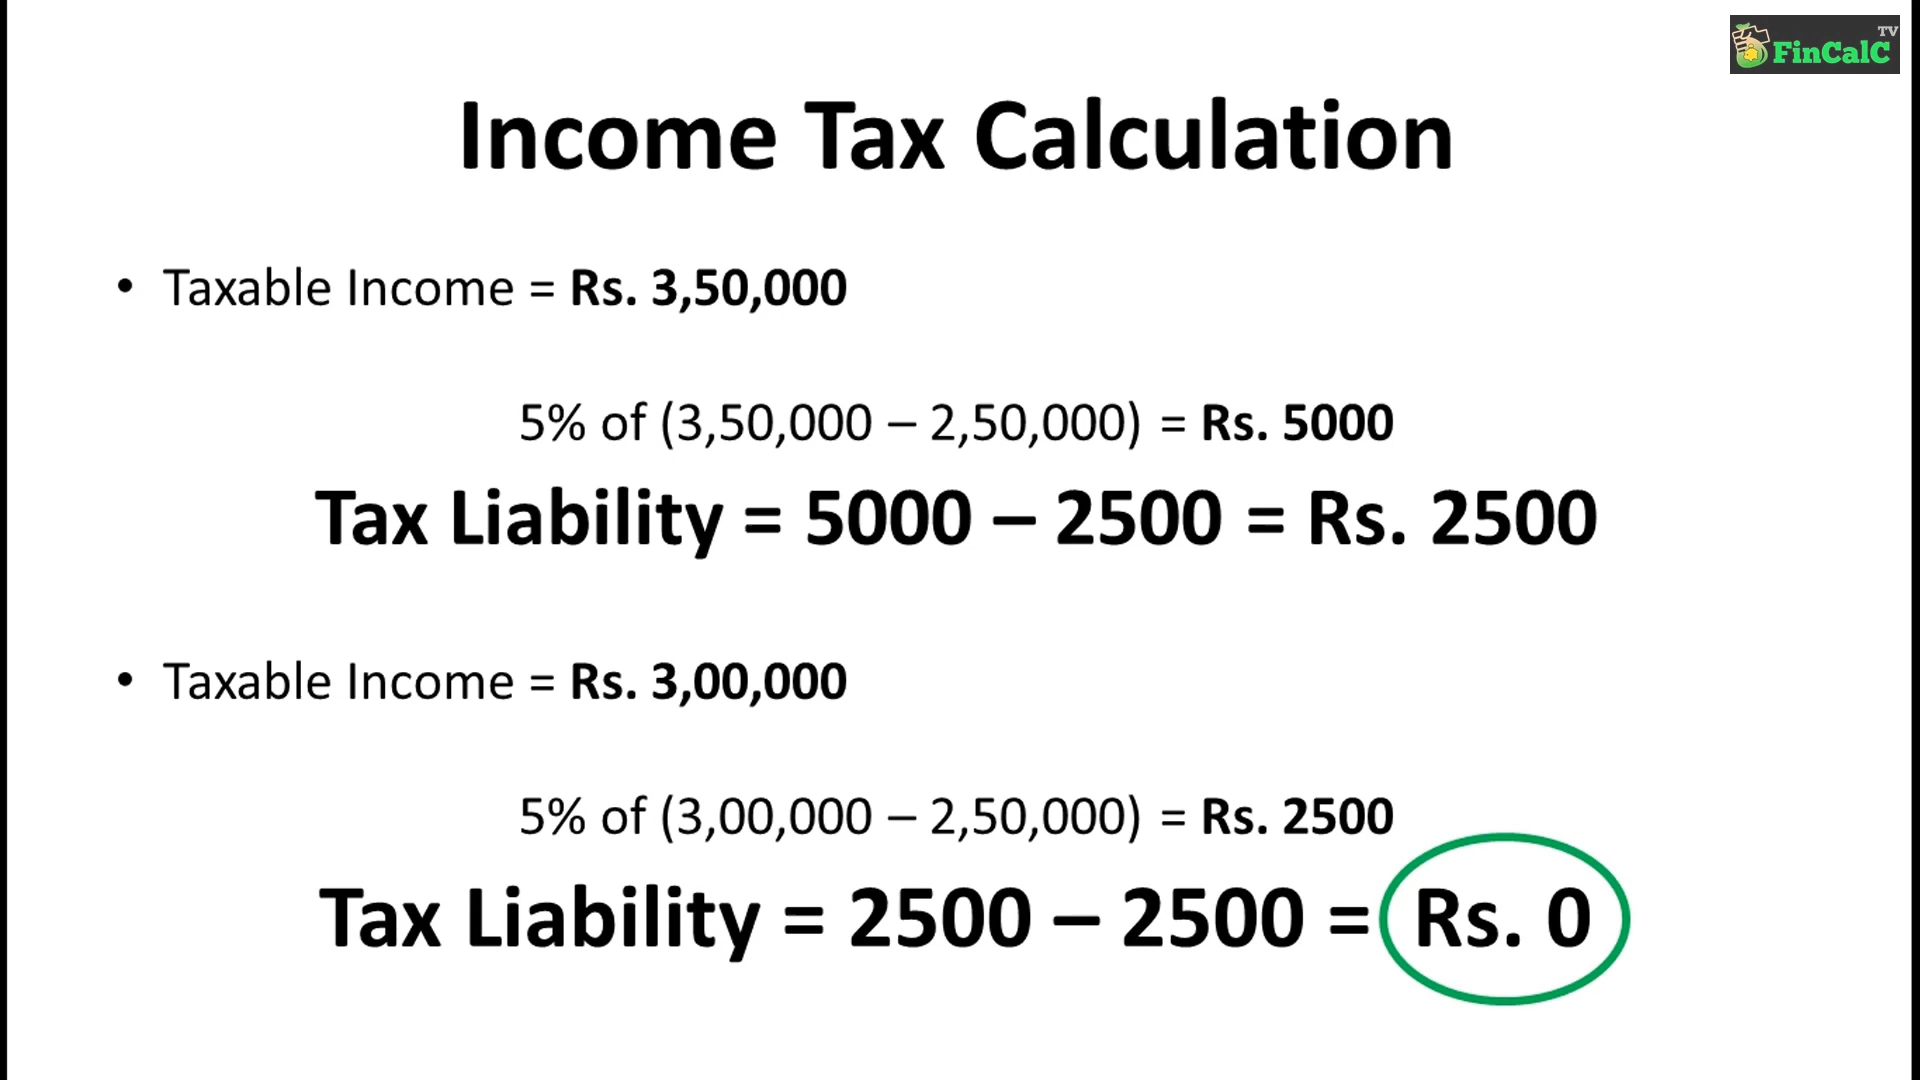 TV
FinCalC
Income Tax Calculation
• Taxable Income = Rs. 3,50,000
5% of (3,50,000 – 2,50,000) = Rs. 5000
Tax Liability = 5000 – 2500 = Rs. 2500
• Taxable Income = Rs. 3,00,000
5% of (3,00,000 – 2,50,000) = Rs. 2500
Tax Liability = 2500 – 2500 = Rs. 0